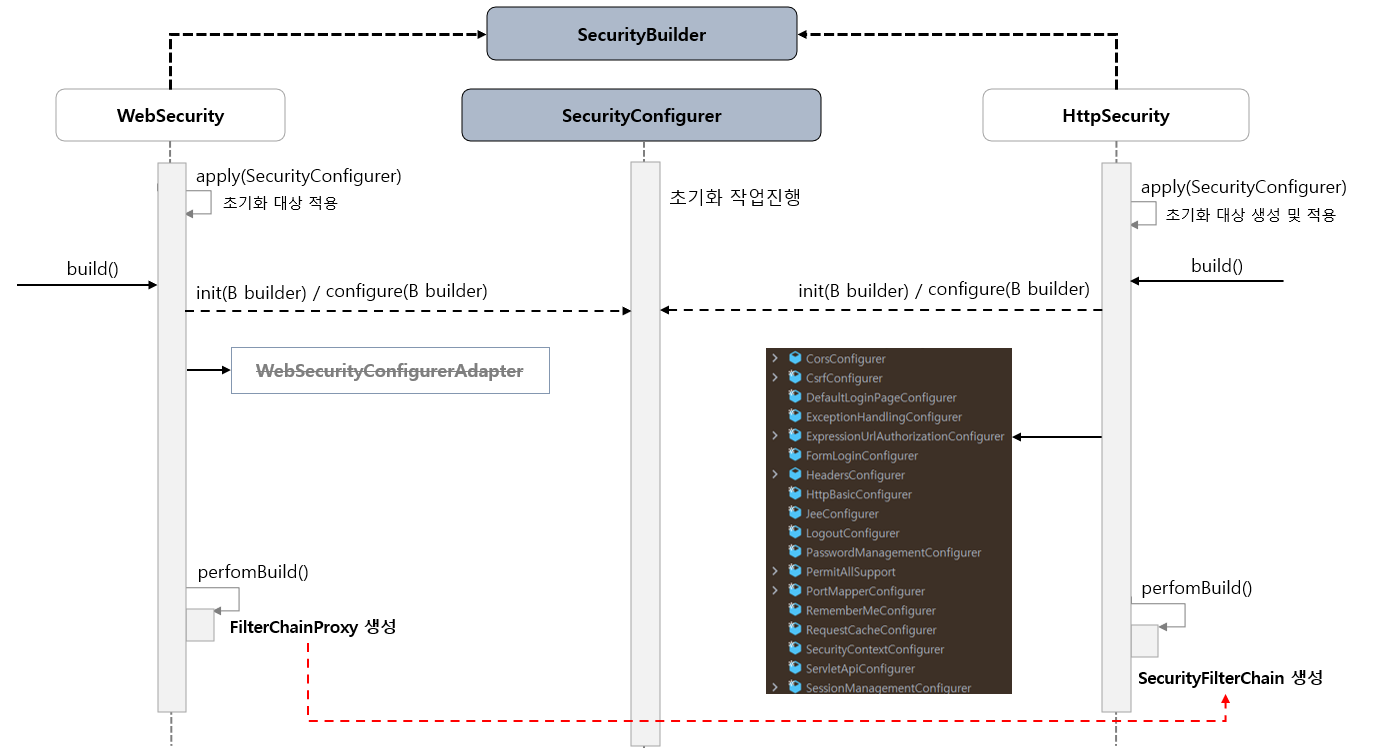 SecurityBuilder
WebSecurity
SecurityConfigurer
HttpSecurity
apply(SecurityConfigurer)
초기화 대상 적용
초기화 작업진행
apply(SecurityConfigurer)
초기화 대상 생성 및 적용
build()
build()
init(B builder) / configure(B builder)
init(B builder) / configure(B builder)
WebSecurityConfigurerAdapter
CorsConfigurer
CsrfConfigurer
DefaultLoginPageConfigurer
ExceptionHandlingConfigurer
ExpressionUrlAuthorizationConfigurer
FormLoginConfigurer
HeadersConfigurer
HttpBasicConfigurer
JeeConfigurer
LogoutConfigurer
PasswordManagementConfigurer
PermitAllSupport
PortMapperConfigurer
RememberMeConfigurer
RequestCacheConfigurer
SecurityContextConfigurer
ServletApiConfigurer
SessionManagementConfigurer
perfomBuild()
FilterChainProxy 생성
perfomBuild()
SecurityFilterChain 생성